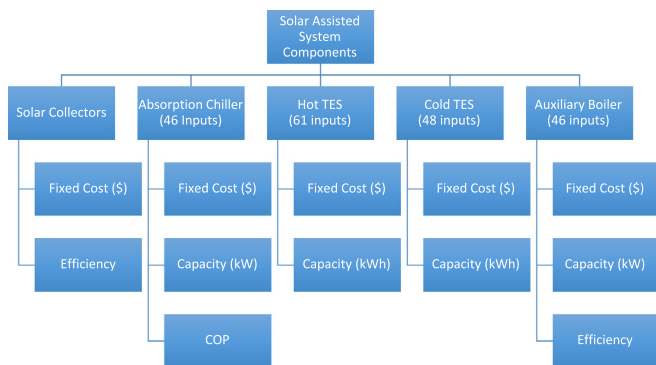 Solar Assisted
System
Components
Solar Collectors
Absorption Chiller
(46 Inputs)
Hot TES
(61 inputs)
Cold TES
(48 inputs)
Auxiliary Boiler
(46 inputs)
Fixed Cost ($)
Fixed Cost ($)
Fixed Cost ($)
Fixed Cost ($)
Fixed Cost ($)
Efficiency
Capacity (kW)
Capacity (kWh)
Capacity (kWh)
Capacity (kW)
COP
Efficiency